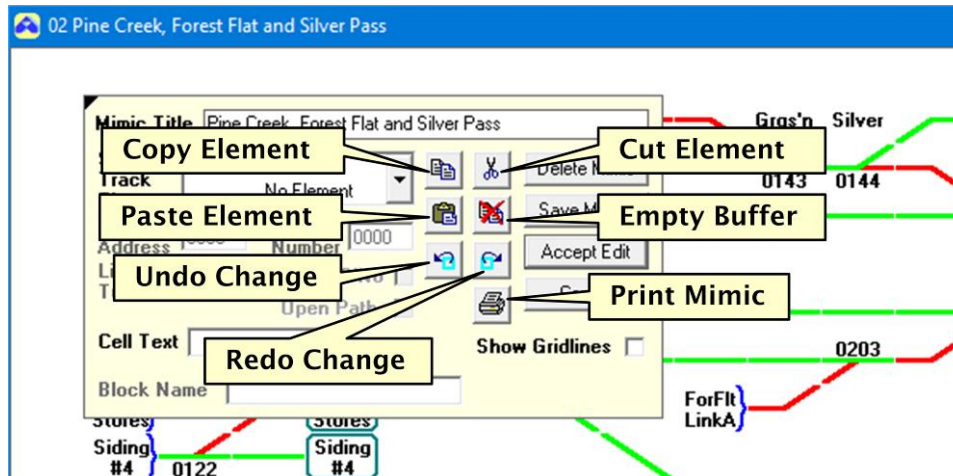 02 Pine Creek, Forest Flat and Silver Pass
Mimic Title Pine Creek, Forest Flat and Silver Pass
Gras'n Silver
Copy Element
Cut Element
Track
No Element
Delete
0143 0144
Paste Element
Empty Buffer
Save
Address
Number 0000
Accept Edit
Undo Change
Open Path
Print Mimic
Cell Text
Redo Change
Show Gridlines
0203
Block Name
ForFlt
LinkA
Stores Stores
Siding Siding
#4 0122 #4